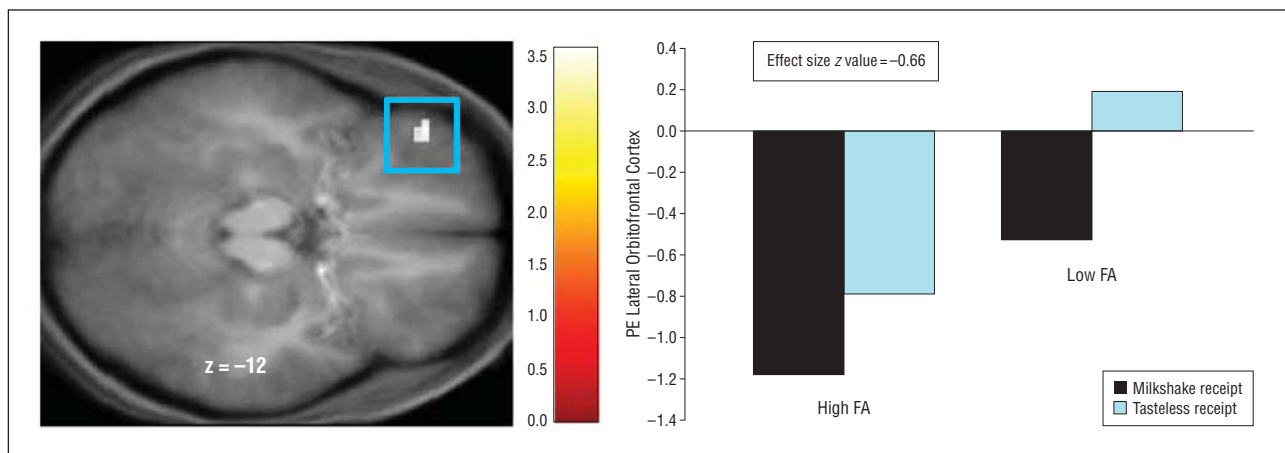 z = –12
3.5
3.0
2.5
2.0
1.5
1.0
0.5
0.0
PE Lateral Orbitofrontal Cortex
0.4
0.2
0.0
–0.2
–0.4
–0.6
–0.8
–1.0
–1.2
–1.4
Effect size z value = –0.66
High FA
Low FA
Milkshake receipt
Tasteless receipt